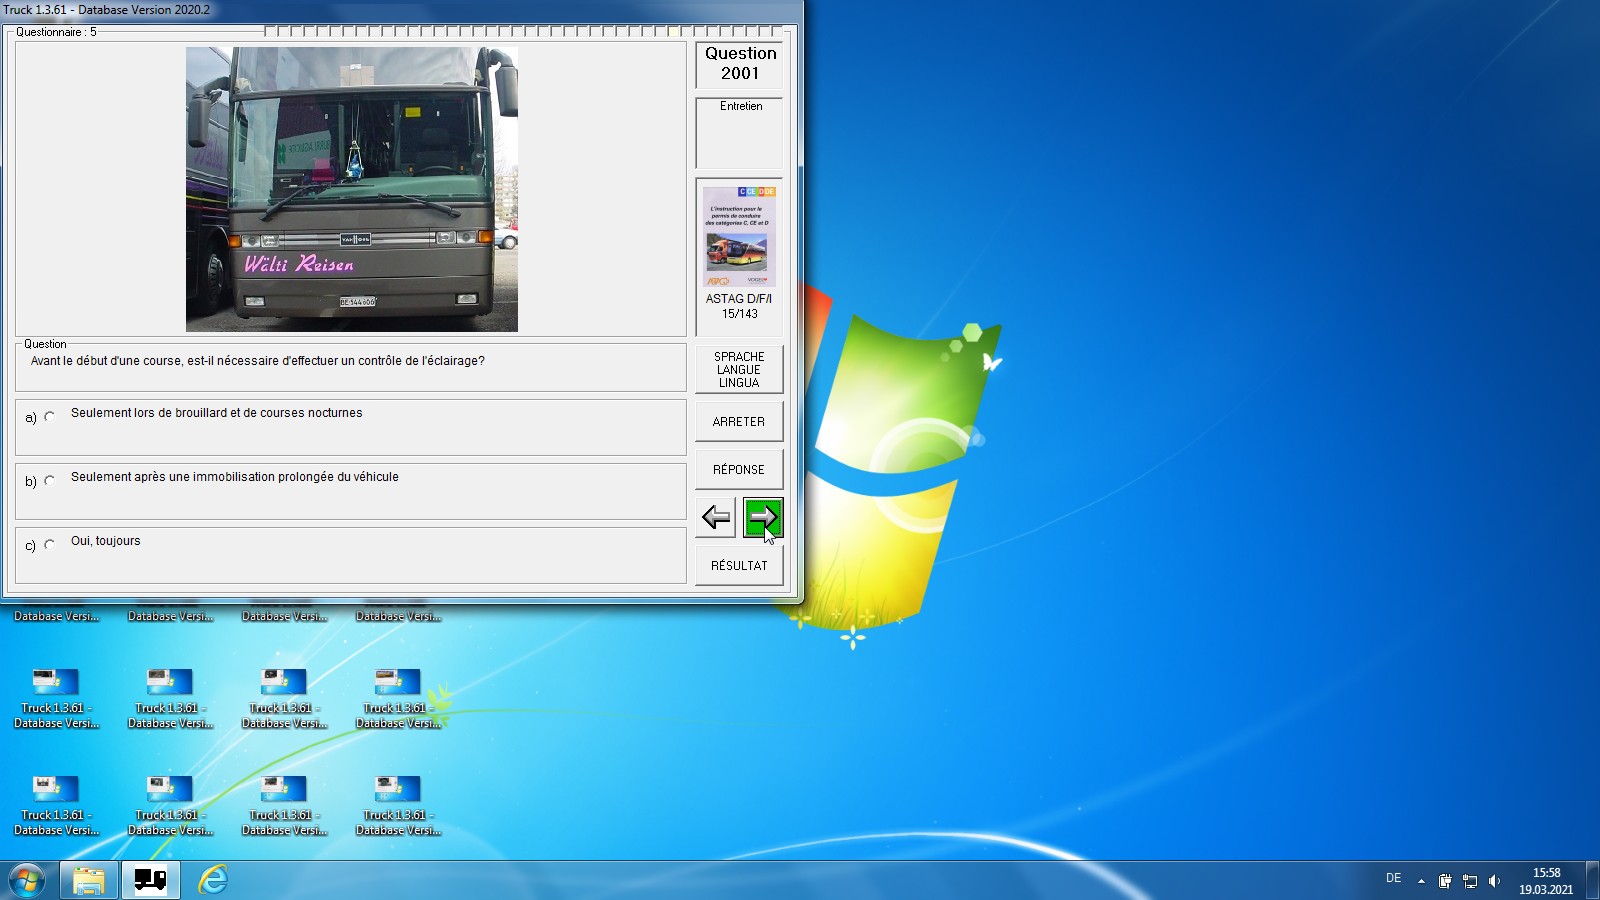 Truck 1.3.61 - Database Version 2020.2
Questionnaire : 5
Question
2001
Entretien
VAN HOOL
Wälti Reisen
BE·544606
C CE D DE
L'instruction pour le
permis de conduire
des catégories C, CE et D
ASTAG D/F/I
15/143
Question
Avant le début d'une course, est-il nécessaire d'effectuer un contrôle de l'éclairage?
SPRACHE
LANGUE
LINGUA
a) Seulement lors de brouillard et de courses nocturnes
ARRETER
b) Seulement après une immobilisation prolongée du véhicule
RÉPONSE
c) Oui, toujours
RÉSULTAT
Database Versi...
Database Versi...
Database Versi...
Database Versi...
Truck 1.3.61 -
Database Versi...
Truck 1.3.61 -
Database Versi...
Truck 1.3.61 -
Database Versi...
Truck 1.3.61 -
Database Versi...
Truck 1.3.61 -
Database Versi...
Truck 1.3.61 -
Database Versi...
Truck 1.3.61 -
Database Versi...
Truck 1.3.61 -
Database Versi...
DE
15:58
19.03.2021